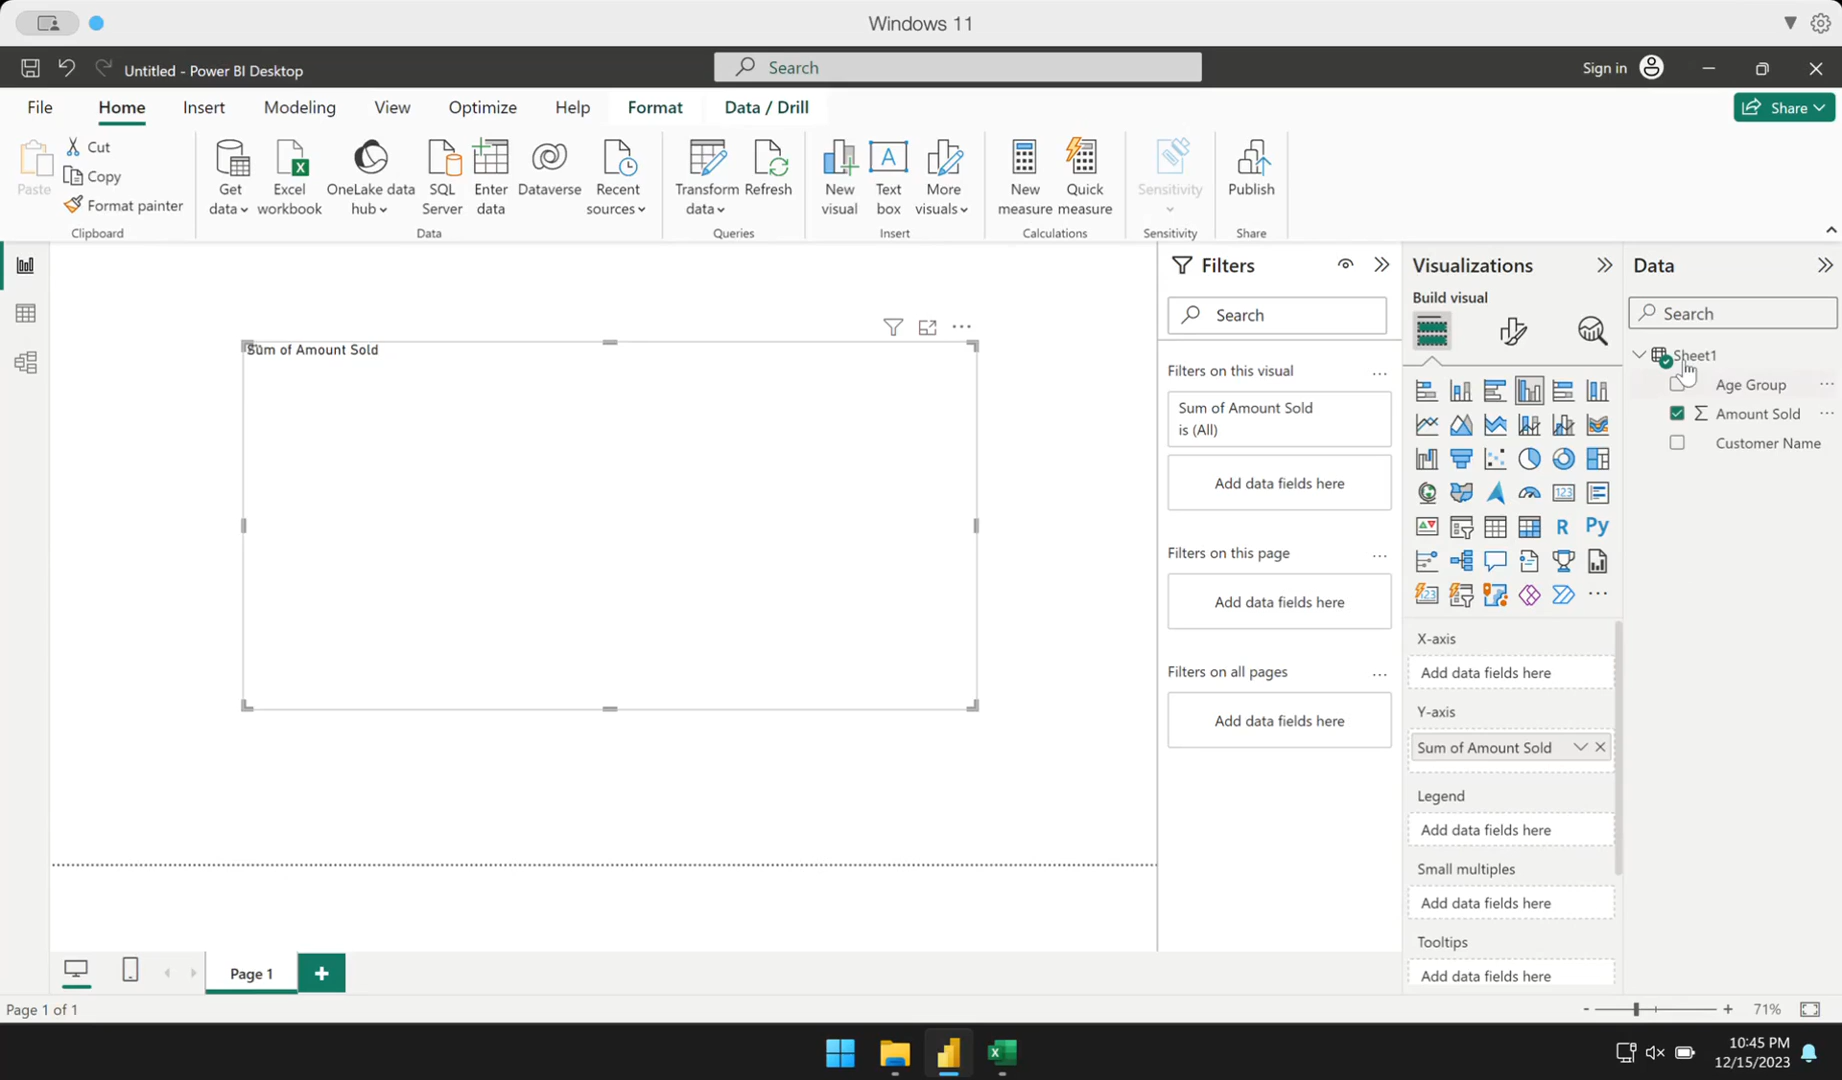 Windows 11
Untitled - Power BI Desktop
Search
Sign in
File
Home
Insert
Modeling
View
Optimize
Help
Format
Data / Drill
Share
Paste
Cut
Copy
Format painter
Clipboard
Get data
Excel workbook
OneLake data hub
SQL Server
Enter data
Dataverse
Recent sources
Data
Transform data
Refresh
Queries
New visual
A
Text box
More visuals
Insert
New measure
Quick measure
Calculations
Sensitivity
Sensitivity
Publish
Share
Sum of Amount Sold
Filters
Search
Filters on this visual
Sum of Amount Sold
is (All)
Add data fields here
Filters on this page
Add data fields here
Filters on all pages
Add data fields here
Visualizations
Build visual
123
R
Py
123
X-axis
Add data fields here
Y-axis
Sum of Amount Sold
Legend
Add data fields here
Small multiples
Add data fields here
Tooltips
Add data fields here
Data
Search
Sheet1
Age Group
Amount Sold
Customer Name
Page 1
Page 1 of 1
71%
10:45 PM
12/15/2023